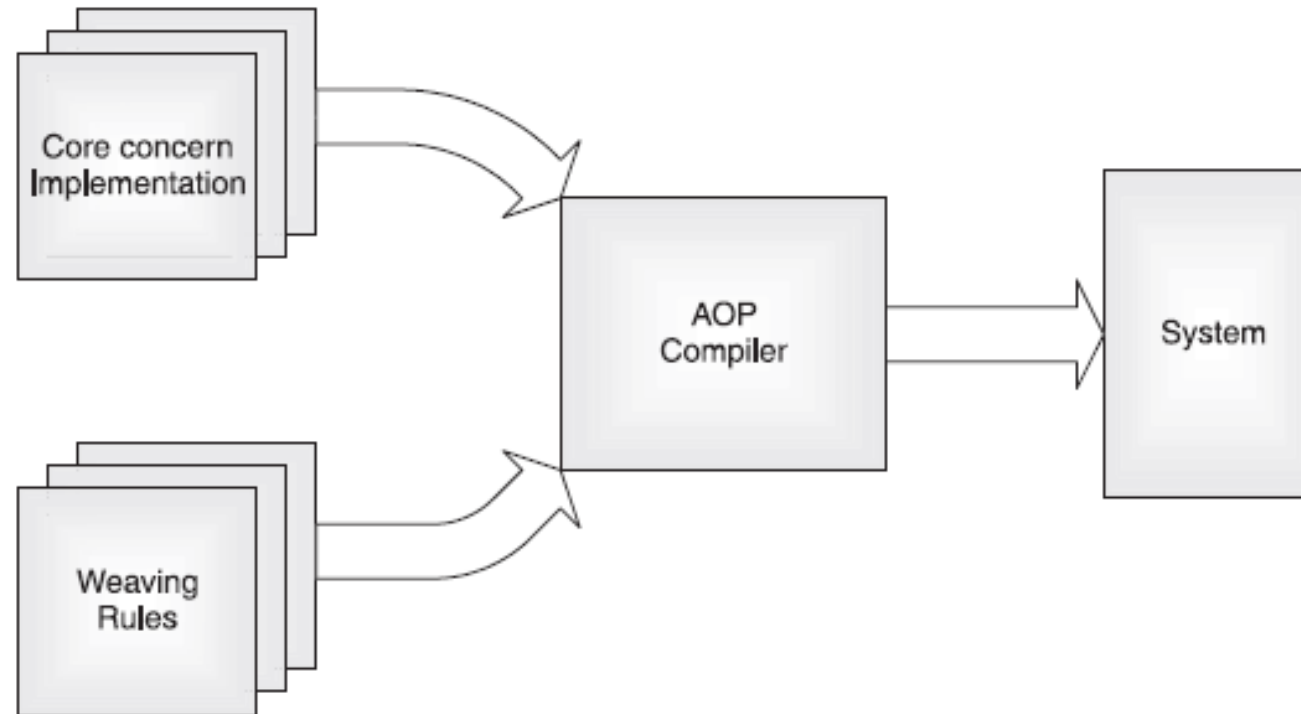 Core concern
Implementation
AOP
Compiler
System
Weaving
Rules